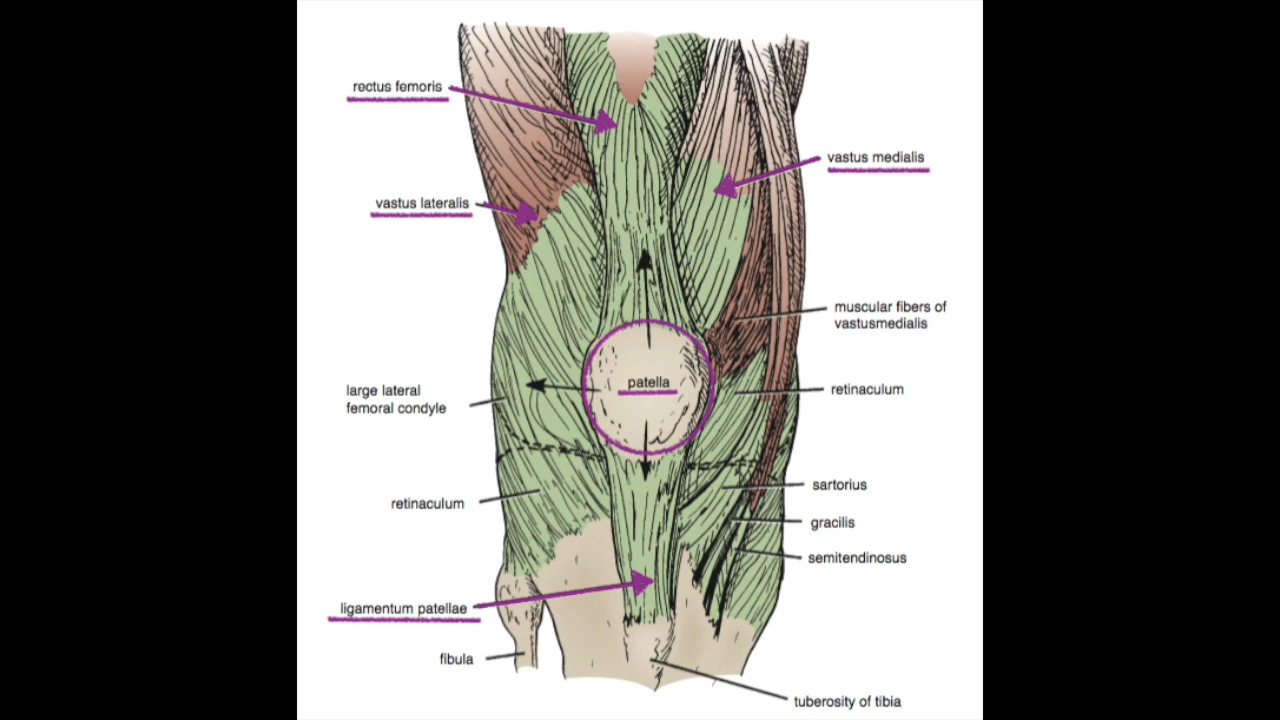 rectus femoris
vastus medialis
vastus lateralis
muscular fibers of
vastusmedialis
patella
large lateral
femoral condyle
retinaculum
sartorius
retinaculum
gracilis
semitendinosus
ligamentum patellae
fibula
tuberosity of tibia